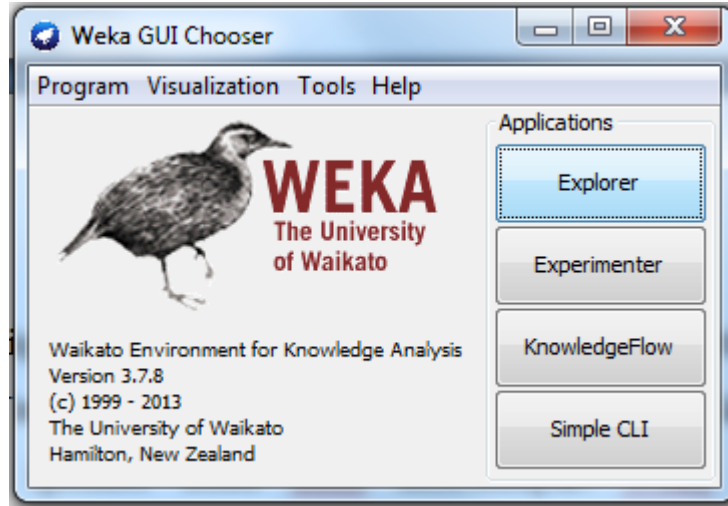 Weka GUI Chooser
Program Visualization Tools Help
WEKA
The University
of Waikato
Waikato Environment for Knowledge Analysis
Version 3.7.8
(c) 1999 - 2013
The University of Waikato
Hamilton, New Zealand
Applications
Explorer
Experimenter
KnowledgeFlow
Simple CLI